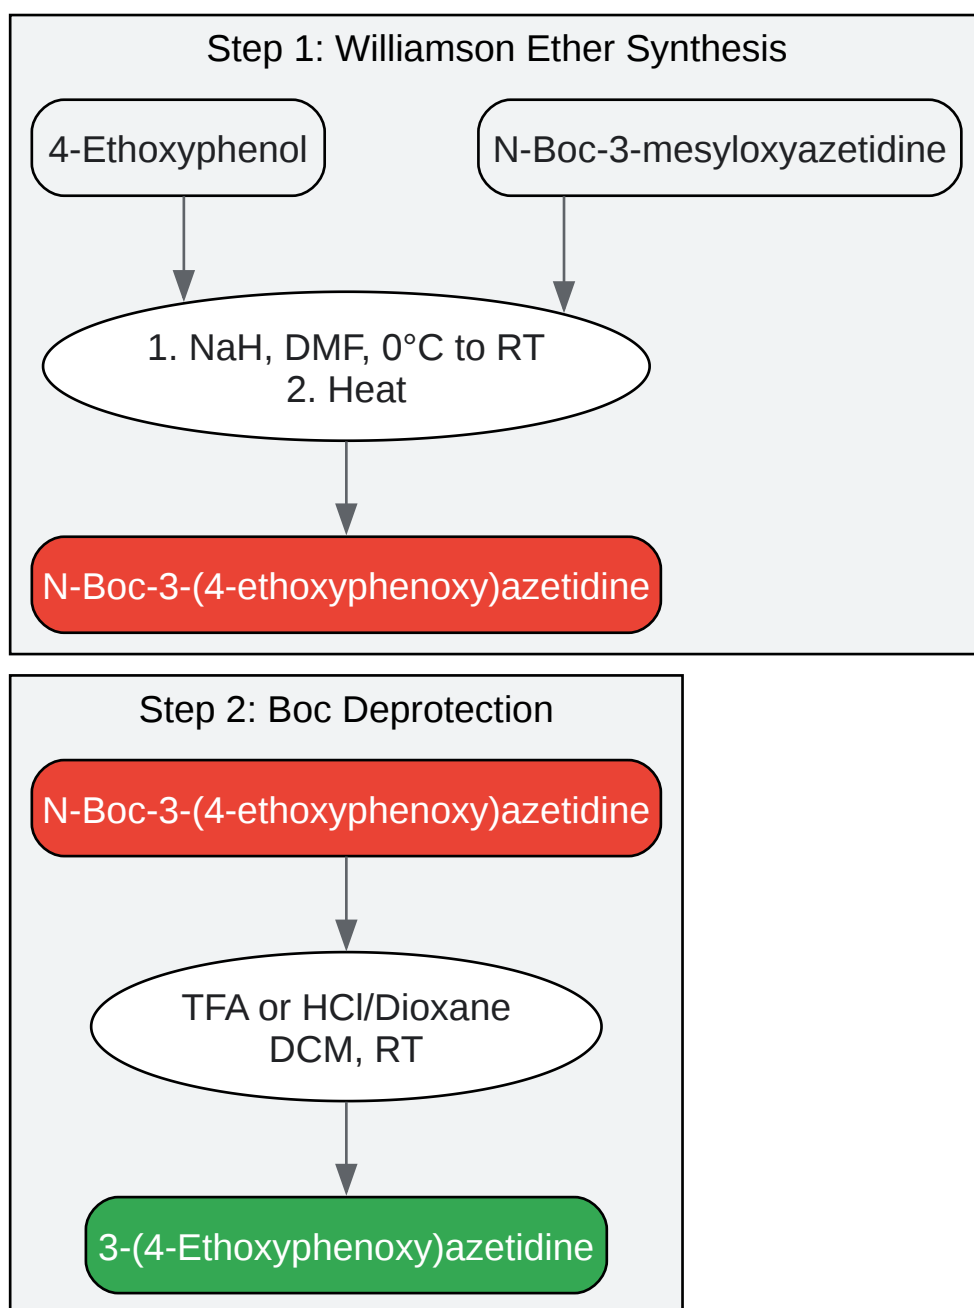 Step 1: Williamson Ether Synthesis
4-Ethoxyphenol
N-Boc-3-mesyloxyazetidine
1. NaH, DMF, 0°C to RT
2. Heat
N-Boc-3-(4-ethoxyphenoxy)azetidine
Step 2: Boc Deprotection
N-Boc-3-(4-ethoxyphenoxy)azetidine
TFA or HCl/Dioxane
DCM, RT
3-(4-Ethoxyphenoxy)azetidine